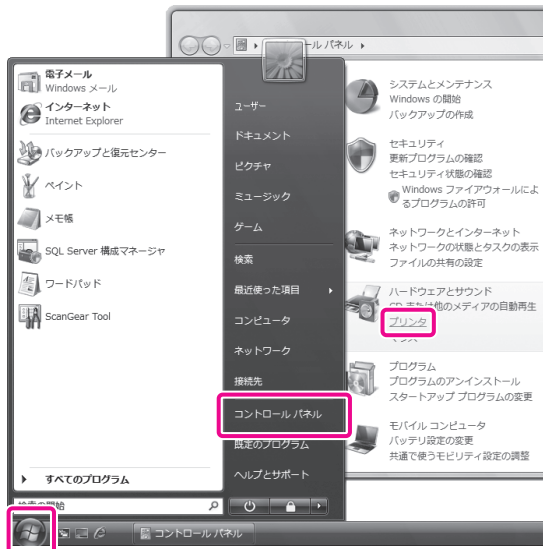 ール パネル
電子メール
Windows メール
インターネット
Internet Explorer
バックアップと復元センター
ペイント
メモ帳
SQL Server 構成マネージャ
ワードパッド
ScanGear Tool
すべてのプログラム
検索の開始
ユーザー
ドキュメント
ピクチャ
ミュージック
ゲーム
検索
最近使った項目
コンピュータ
ネットワーク
接続先
コントロール パネル
既定のプログラム
ヘルプとサポート
システムとメンテナンス
Windows の開始
バックアップの作成
セキュリティ
更新プログラムの確認
セキュリティ状態の確認
Windows ファイアウォールによ
るプログラムの許可
ネットワークとインターネット
ネットワークの状態とタスクの表示
ファイルの共有の設定
ハードウェアとサウンド
CD または他のメディアの自動再生
プリンタ
マウス
プログラム
プログラムのアンインストール
スタートアップ プログラムの変更
モバイル コンピュータ
バッテリ設定の変更
共通で使うモビリティ設定の調整
コントロール パネル